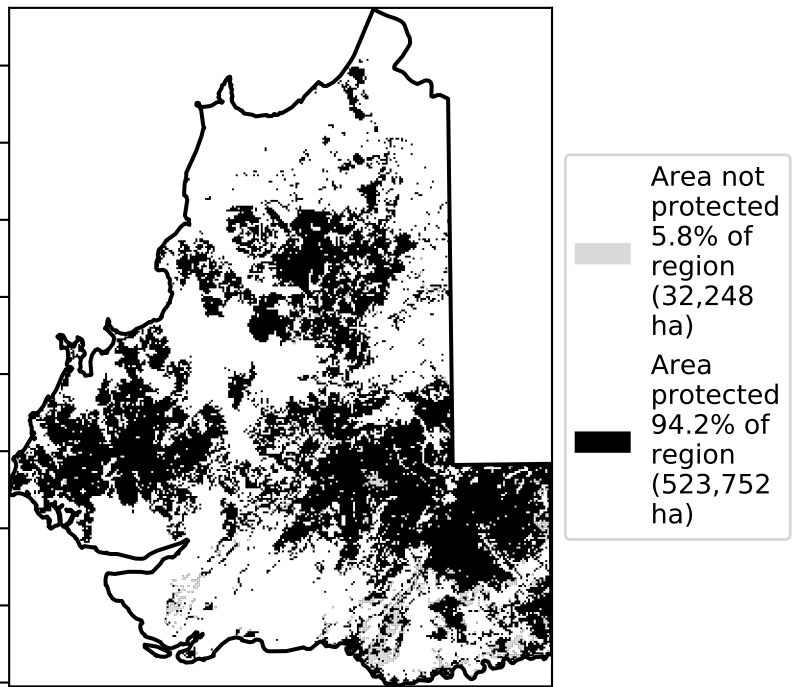 Area not
protected
5.8% of
region
(32,248
ha)
Area
protected
94.2% of
region
(523,752
ha)